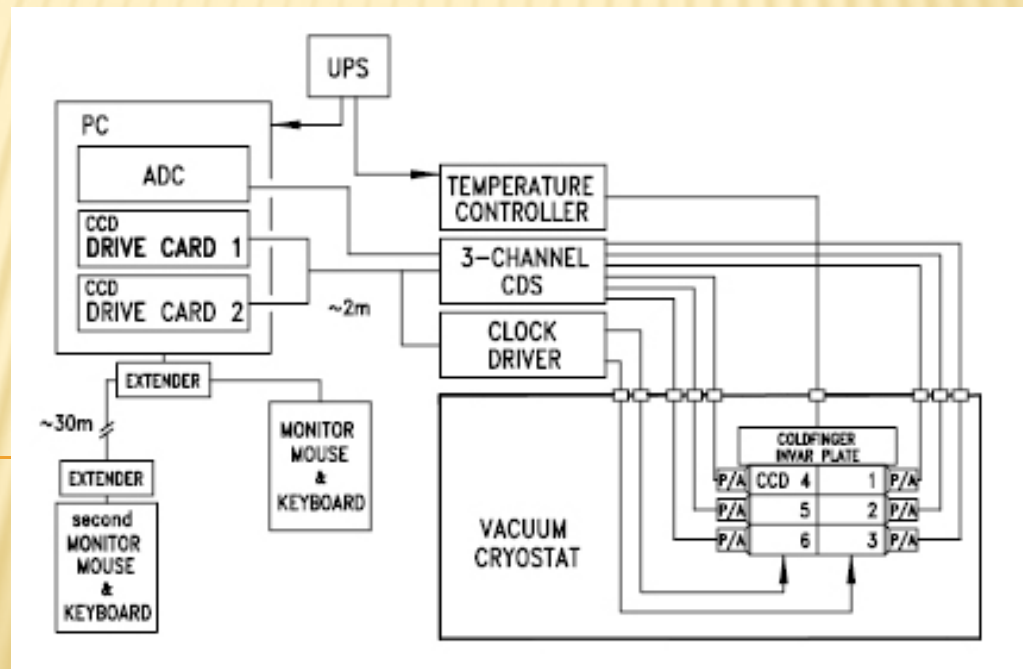 UPS
PC
ADC
CCD
DRIVE CARD 1
CCD
DRIVE CARD 2
~2m
TEMPERATURE
CONTROLLER
3-CHANNEL
CDS
CLOCK
DRIVER
EXTENDER
~30m
MONITOR
MOUSE
&
KEYBOARD
EXTENDER
second
MONITOR
MOUSE
&
KEYBOARD
VACUUM
CRYOSTAT
COLDFINGER
INVAR PLATE
P/A CCD 4 1 P/A
P/A 5 2 P/A
P/A 6 3 P/A